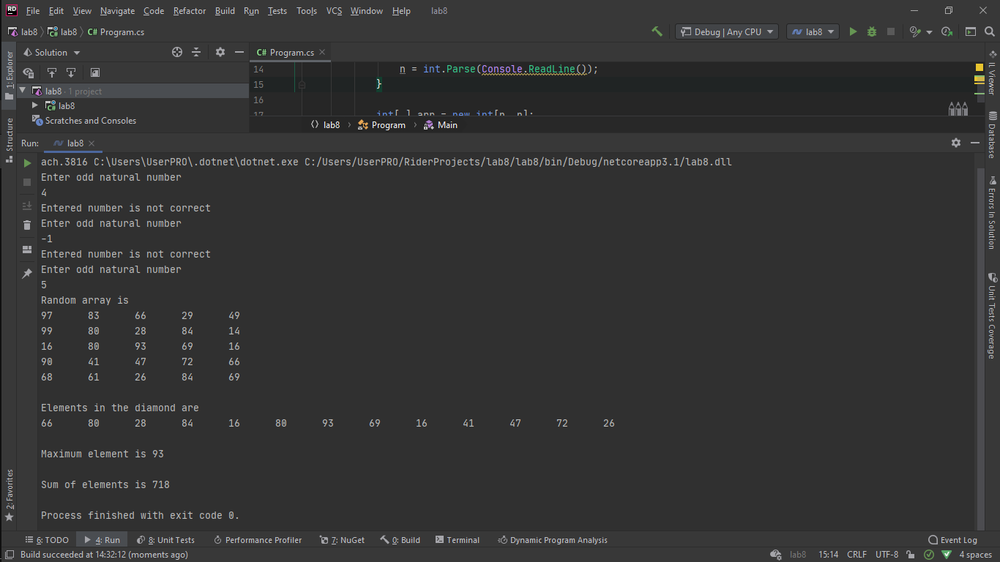 RD File Edit View Navigate Code Refactor Build Run Tests Tools VCS Window Help lab8
lab8 lab8 C# Program.cs Debug | Any CPU lab8
1: Explorer
Solution
C# Program.cs
lab8 · 1 project
lab8
Scratches and Consoles
14 n = int.Parse(Console.ReadLine());
15 }
16
17 int[,] arr = new int[n, n];
lab8 Program Main
Structure
Run: lab8
ach.3816 C:\Users\UserPRO\.dotnet\dotnet.exe C:/Users/UserPRO/RiderProjects/lab8/lab8/bin/Debug/netcoreapp3.1/lab8.dll
Enter odd natural number
4
Entered number is not correct
Enter odd natural number
-1
Entered number is not correct
Enter odd natural number
5
Random array is
97 83 66 29 49
99 80 28 84 14
16 80 93 69 16
90 41 47 72 66
68 61 26 84 69
Elements in the diamond are
66 80 28 84 16 80 93 69 16 41 47 72 26
Maximum element is 93
Sum of elements is 718
Process finished with exit code 0.
2: Favorites
IL Viewer
Database
Errors In Solution
Unit Tests Coverage
6: TODO 4: Run 8: Unit Tests Performance Profiler 7: NuGet 0: Build Terminal Dynamic Program Analysis Event Log
Build succeeded at 14:32:12 (moments ago) lab8 15:14 CRLF UTF-8 4 spaces